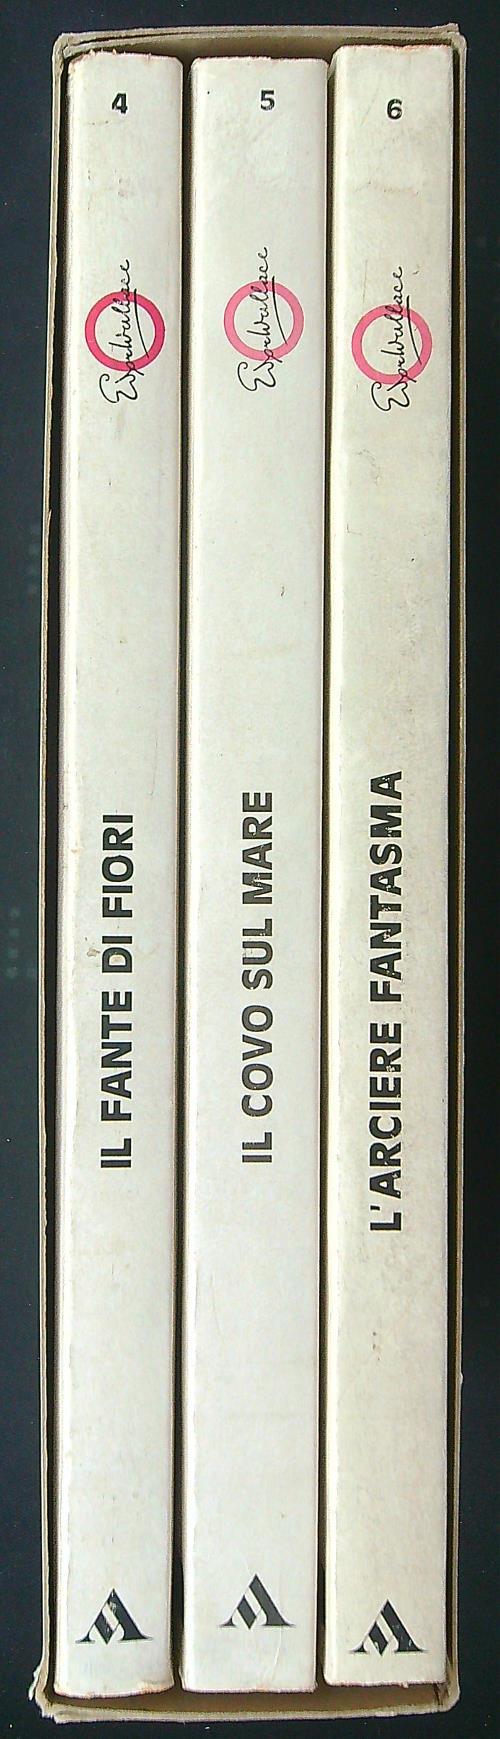 4
Edgar Wallace
IL FANTE DI FIORI
5
Edgar Wallace
IL COVO SUL MARE
6
Edgar Wallace
L'ARCIERE FANTASMA